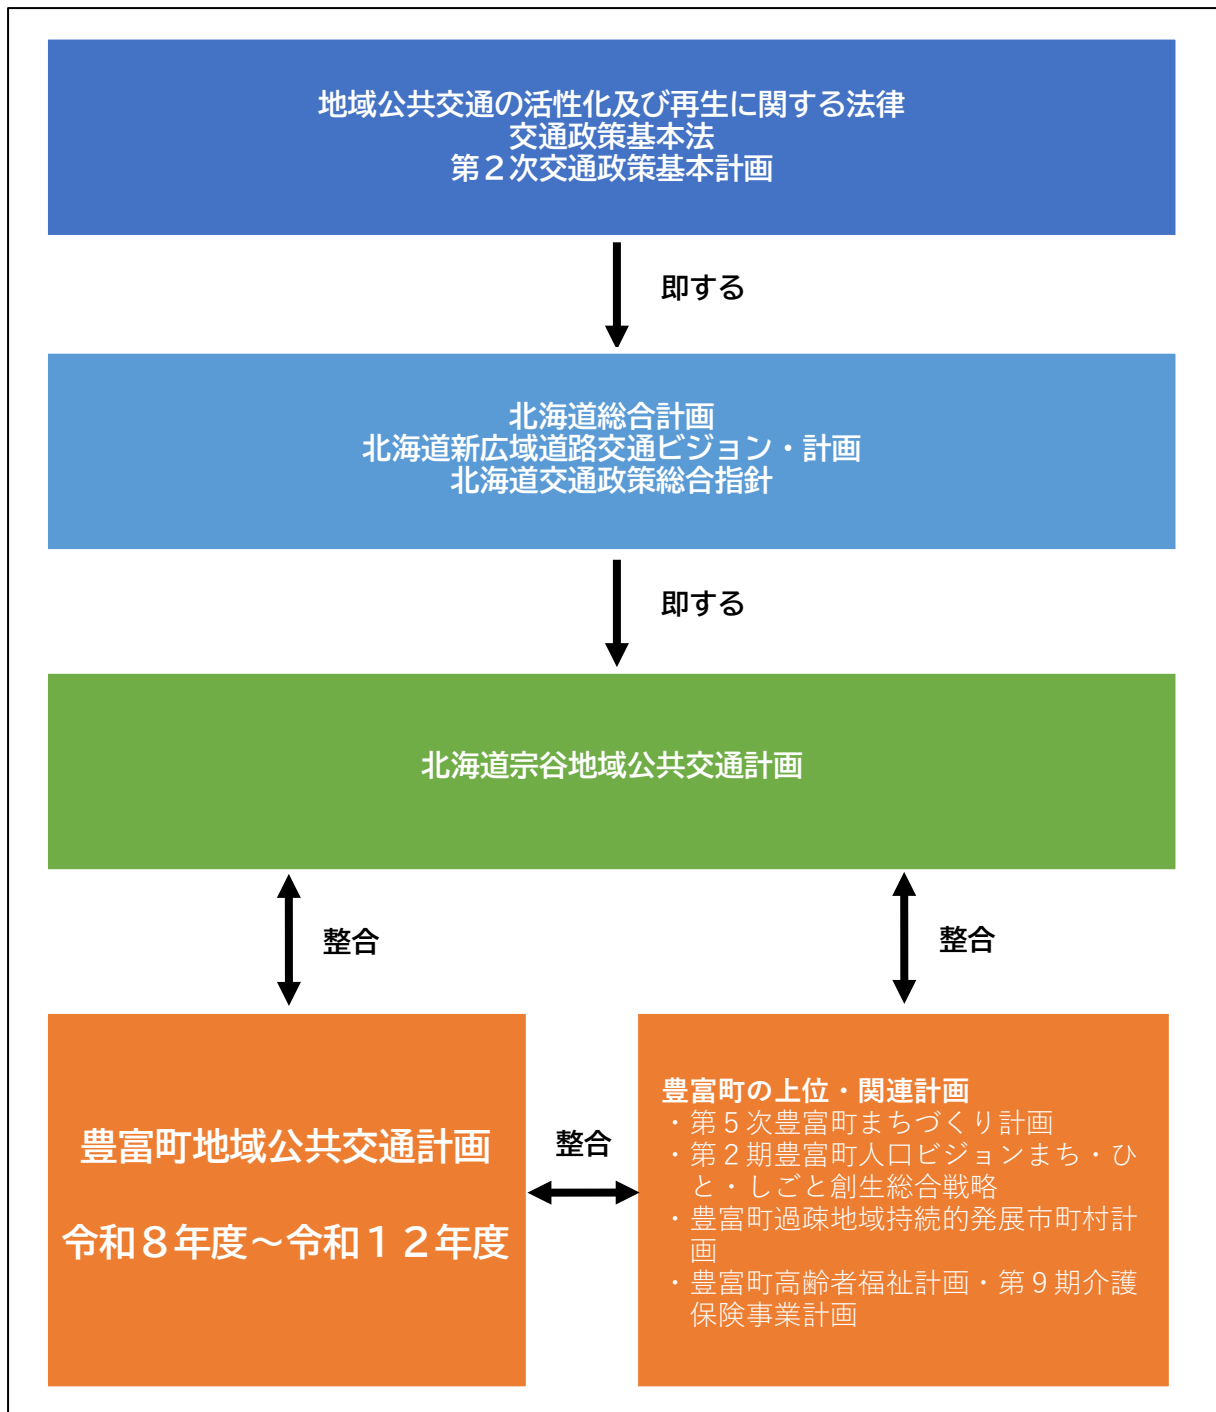 地域公共交通の活性化及び再生に関する法律
交通政策基本法
第２次交通政策基本計画
即する
北海道総合計画
北海道新広域道路交通ビジョン・計画
北海道交通政策総合指針
即する
北海道宗谷地域公共交通計画
整合
整合
豊富町地域公共交通計画
令和８年度～令和１２年度
整合
豊富町の上位・関連計画
・第５次豊富町まちづくり計画
・第２期豊富町人口ビジョンまち・ひ
と・しごと創生総合戦略
・豊富町過疎地域持続的発展市町村計
画
・豊富町高齢者福祉計画・第９期介護
保険事業計画